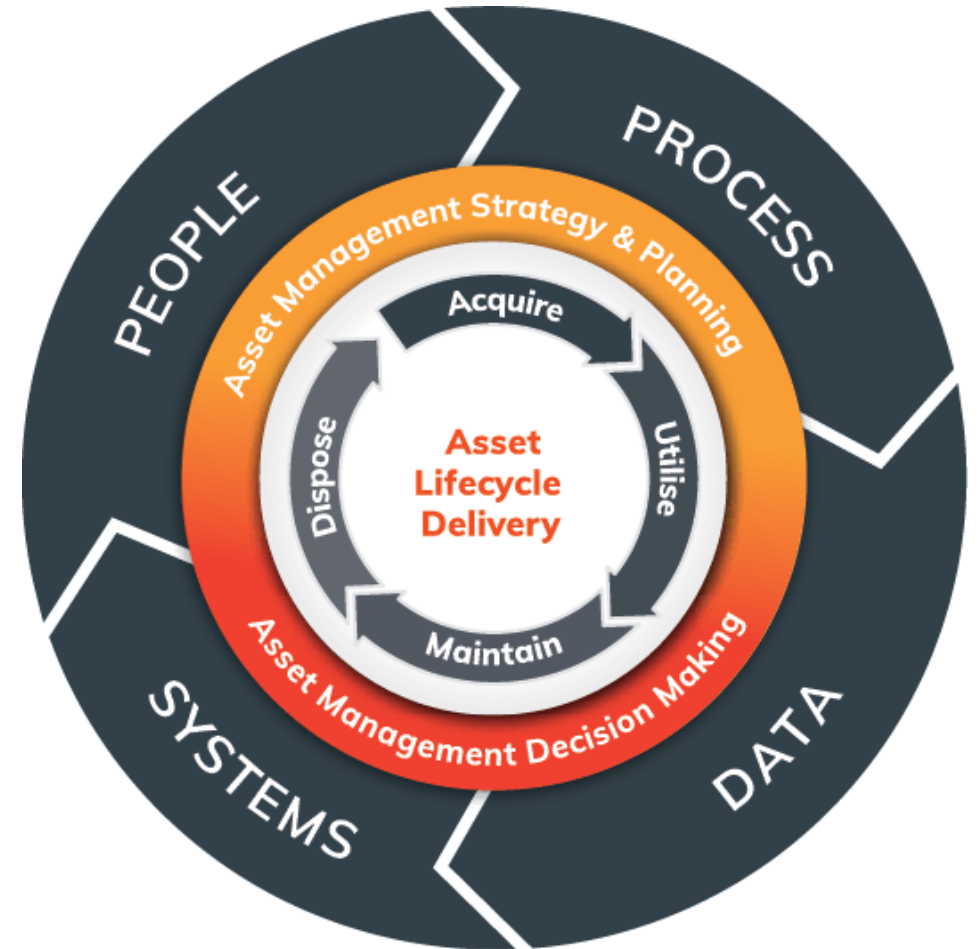 PEOPLE
PROCESS
DATA
SYSTEMS
Asset Management Strategy & Planning
Asset Management Decision Making
Acquire
Utilise
Maintain
Dispose
Asset
Lifecycle
Delivery